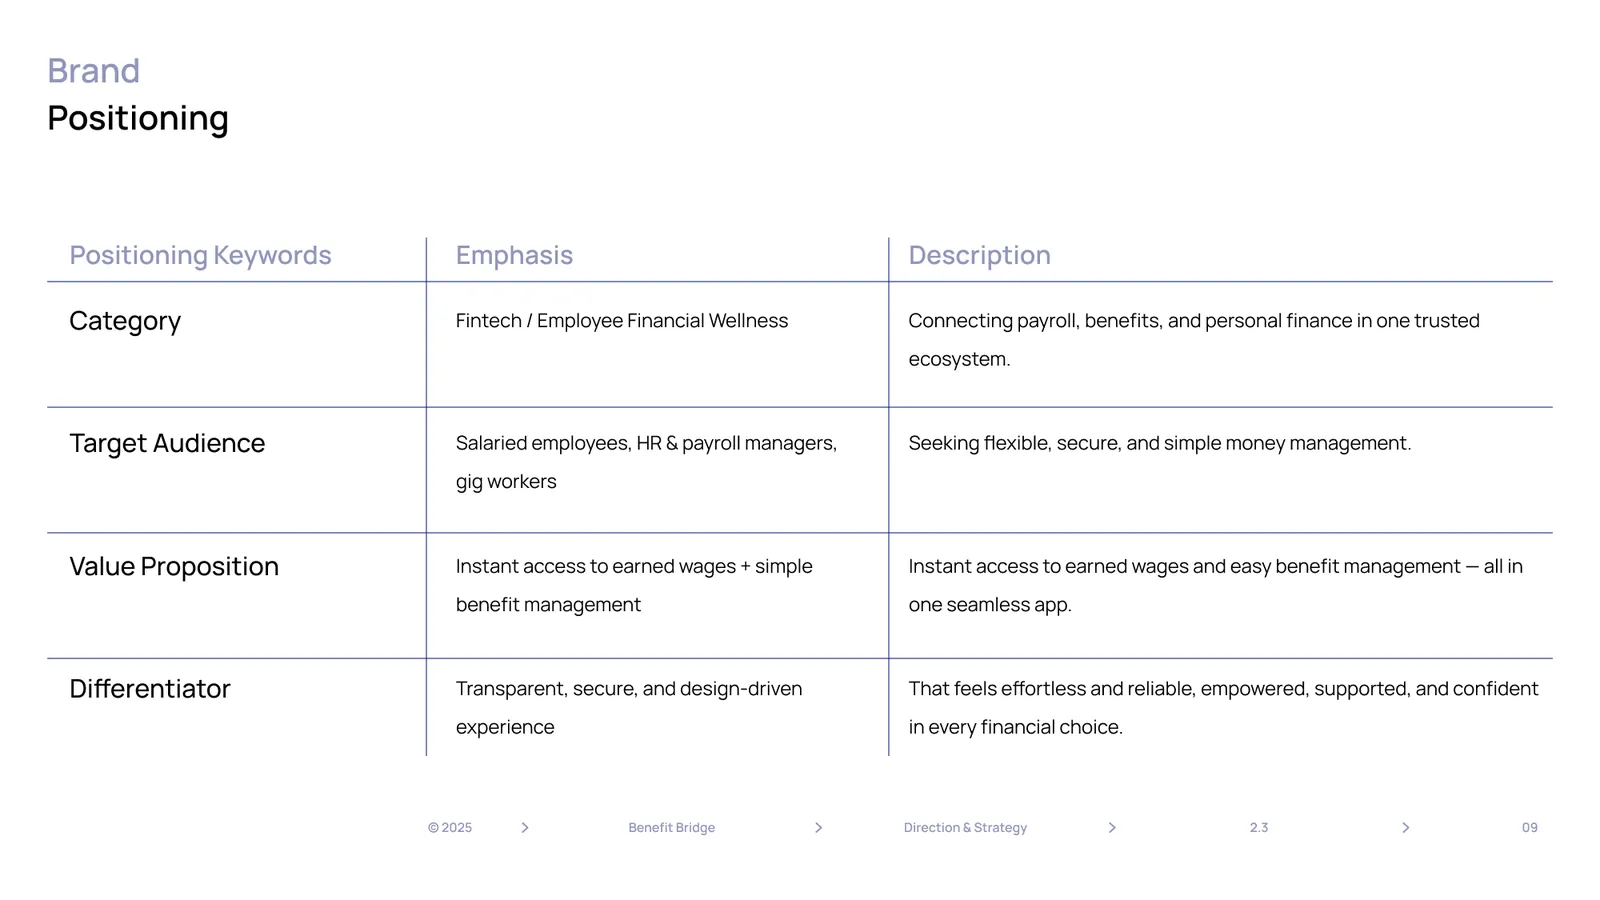 Brand
Positioning
Positioning Keywords
Emphasis
Description
Category
Fintech / Employee Financial Wellness
Connecting payroll, benefits, and personal finance in one trusted
ecosystem.
Target Audience
Salaried employees, HR & payroll managers,
gig workers
Seeking flexible, secure, and simple money management.
Value Proposition
Instant access to earned wages + simple
benefit management
Instant access to earned wages and easy benefit management — all in
one seamless app.
Differentiator
Transparent, secure, and design-driven
experience
That feels effortless and reliable, empowered, supported, and confident
in every financial choice.
© 2025 > Benefit Bridge > Direction & Strategy > 2.3 > 09